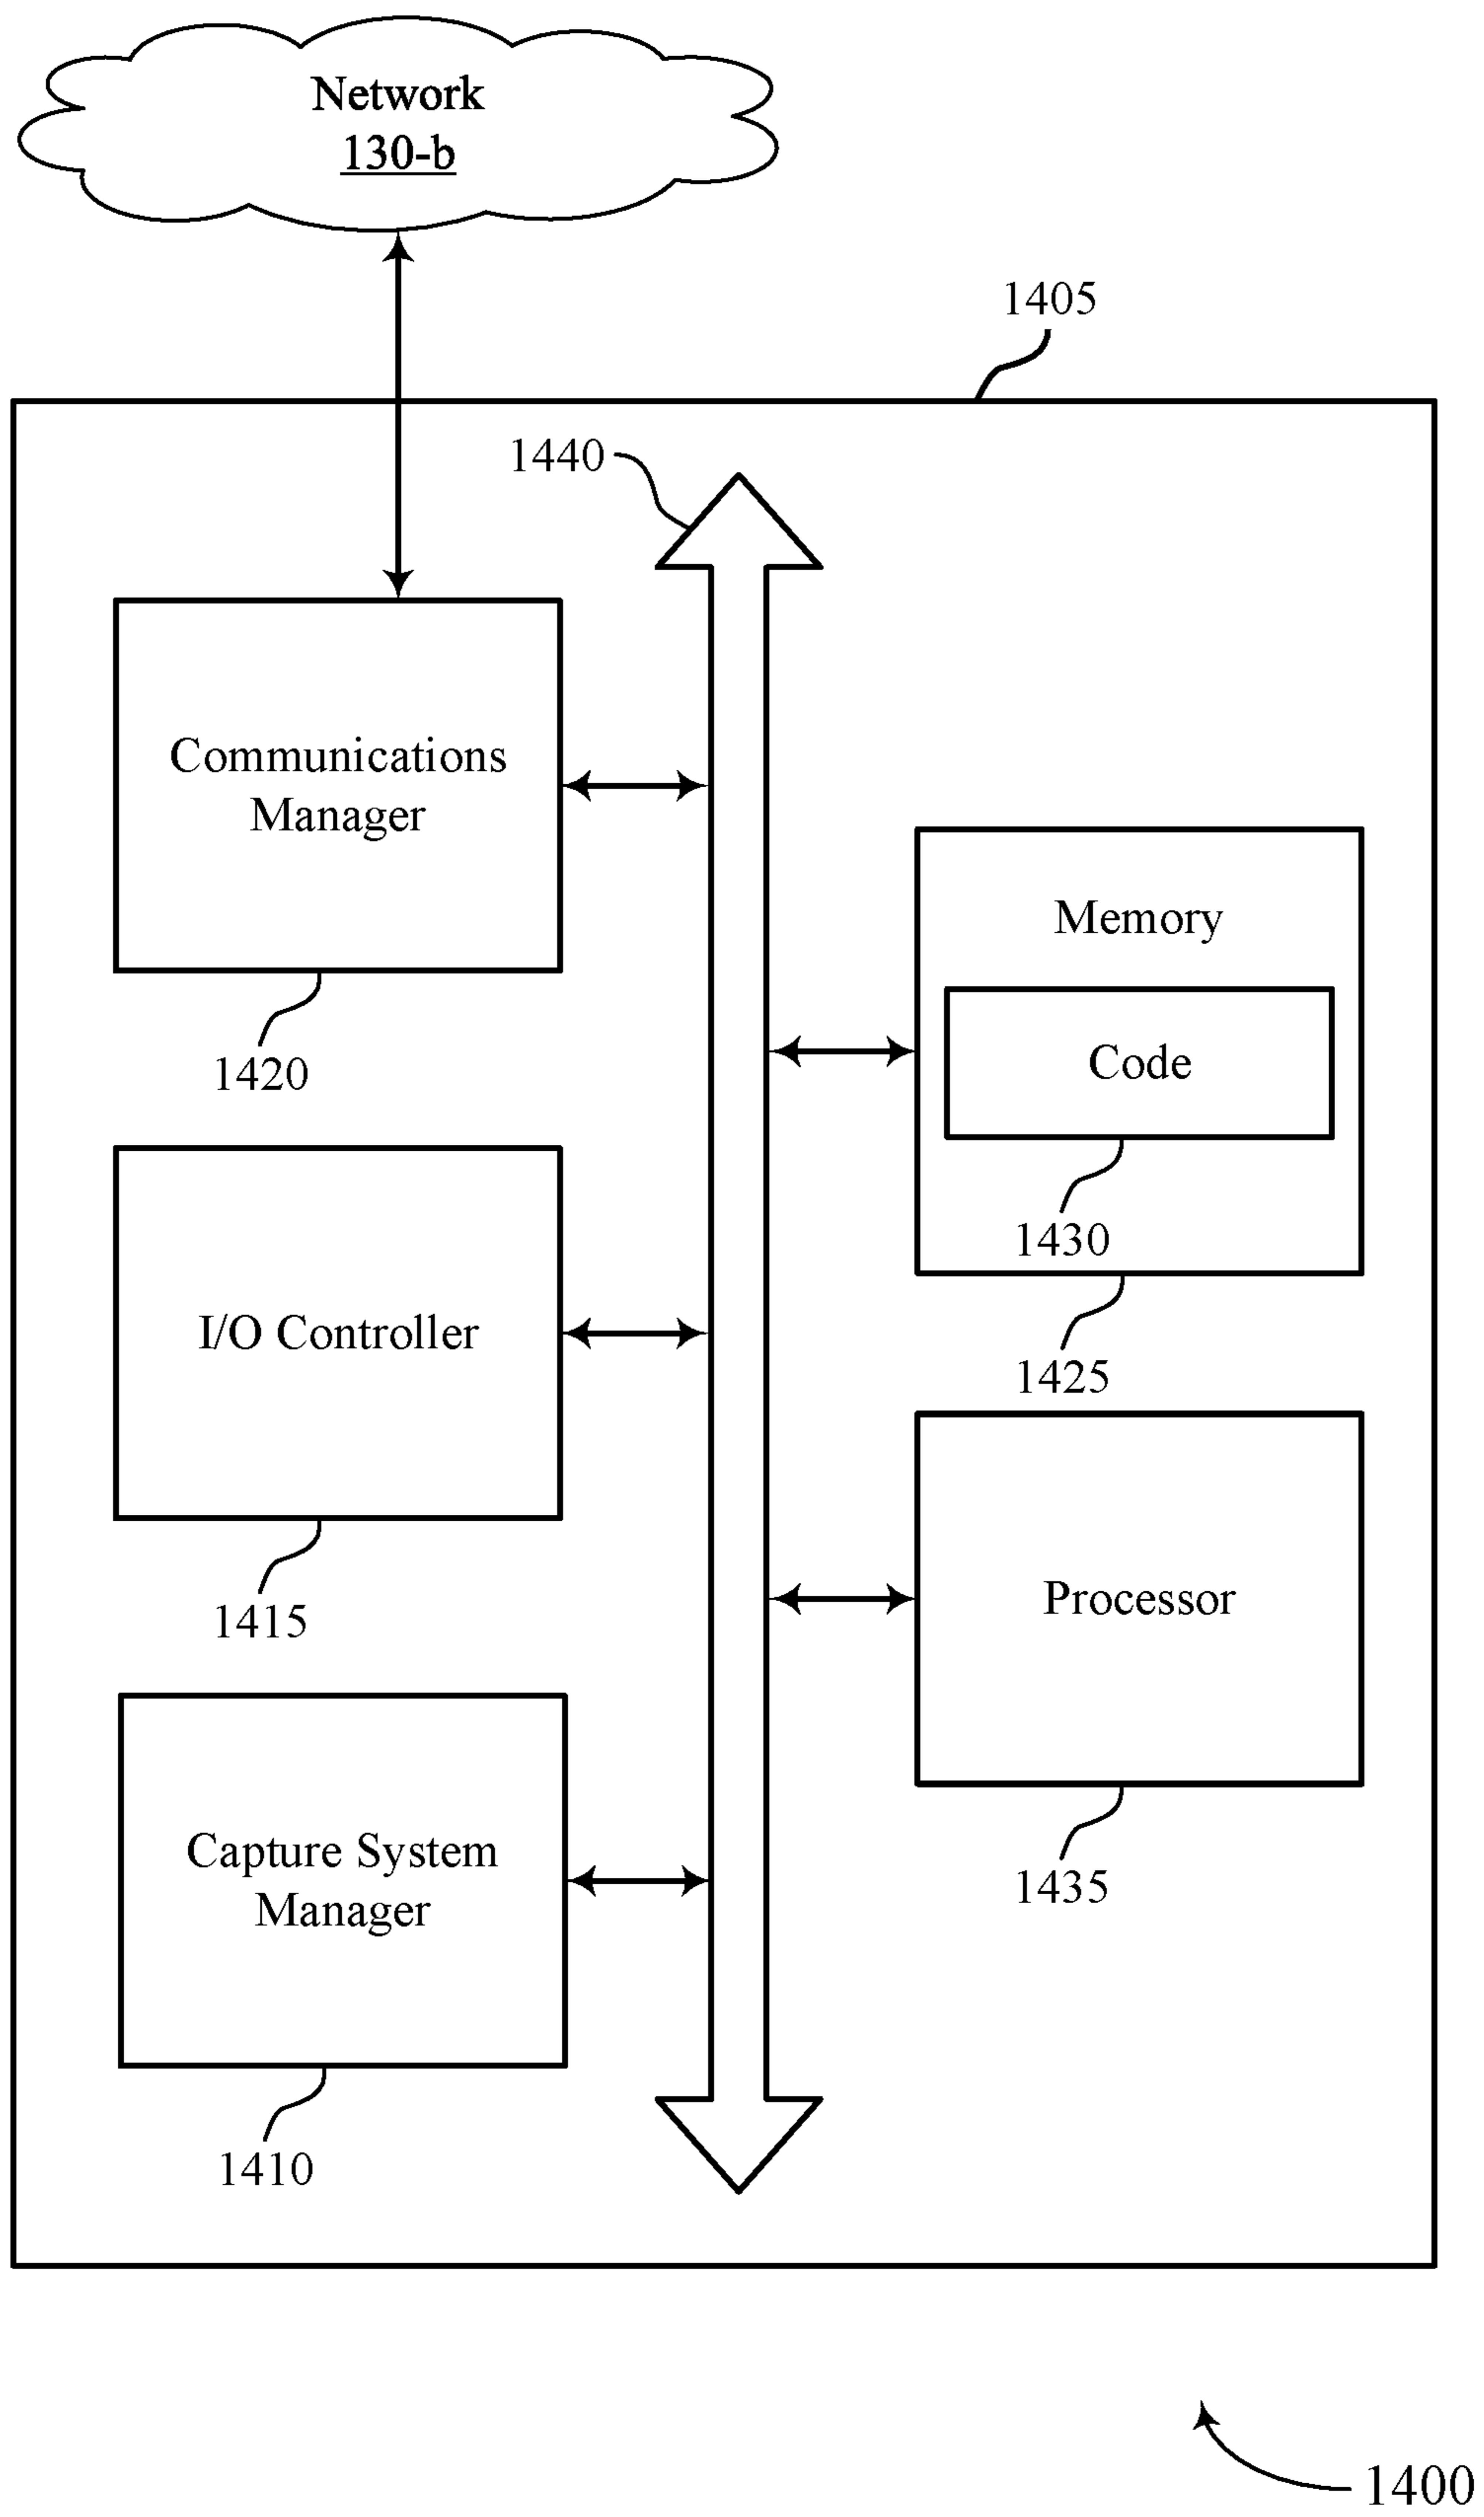 Network
130-b
1405
1440
Communications
Manager
1420
Memory
Code
1430
1425
I/O Controller
1415
Processor
1435
Capture System
Manager
1410
1400